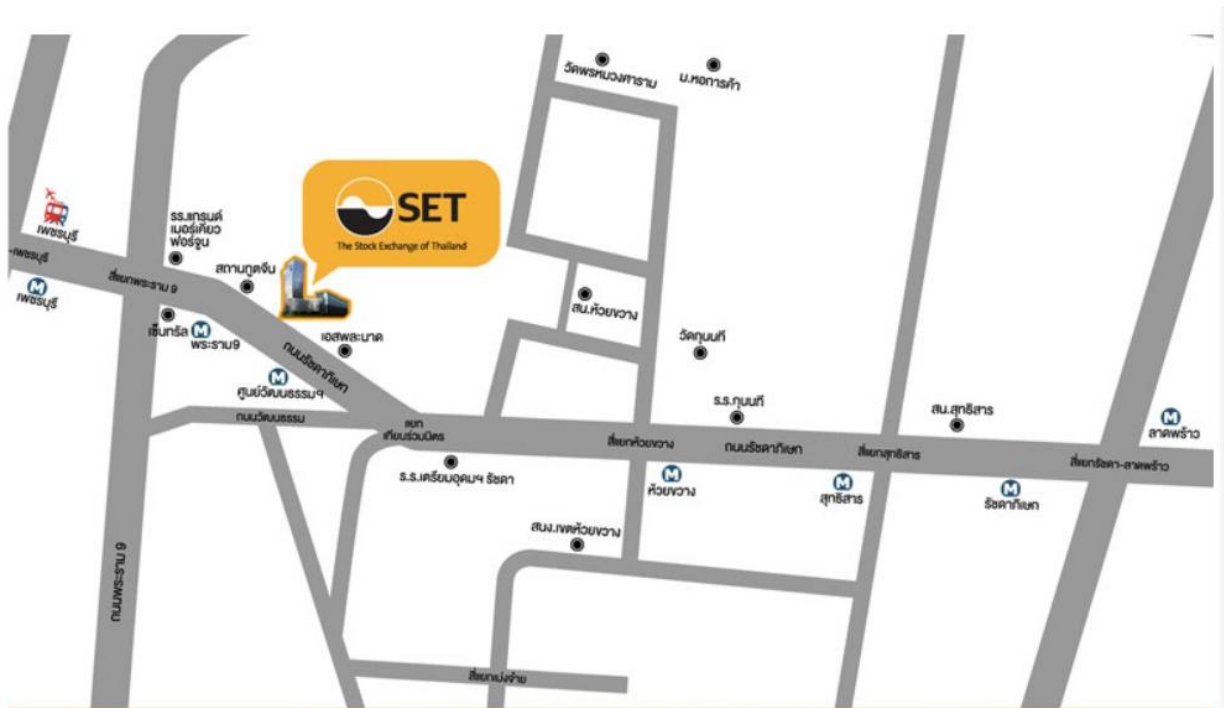 วัดพรหมวงศาราม
ม.หอการค้า
SET
The Stock Exchange of Thailand
รร.แกรนด์
เมอร์เคียว
ฟอร์จูน
เพชรบุรี
-เพชรบุรี
M
เพชรบุรี
สี่แยกพระราม 9
สถานทูตจีน
เซ็นทรัล
M
พระราม9
เอสพละนาด
ถนนรัชดาภิเษก
M
ศูนย์วัฒนธรรมฯ
ถนนวัฒนธรรม
แยก
เทียมร่วมมิตร
สน.ห้วยขวาง
วัดกุนนที
ร.ร.กุนนที
สน.สุทธิสาร
M
ลาดพร้าว
สี่แยกห้วยขวาง
ถนนรัชดาภิเษก
สี่แยกสุทธิสาร
สี่แยกรัชดา-ลาดพร้าว
ร.ร.เตรียมอุดมฯ รัชดา
M
ห้วยขวาง
M
สุทธิสาร
M
รัชดาภิเษก
สนง.เขตห้วยขวาง
ถนนพระราม 9
สี่แยกเม่งจ๋าย